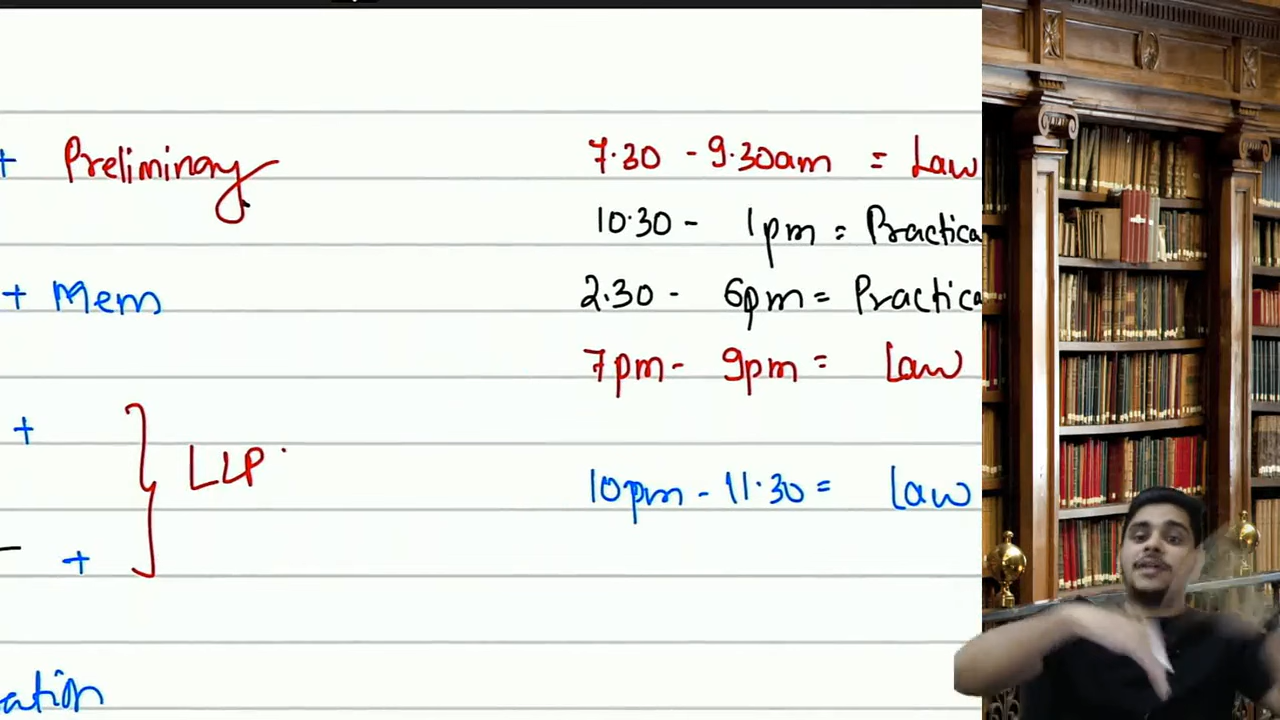 + Preliminary
+ Mem
+
LLP
+
ation
7.30 - 9.30am = Law
10.30 - 1pm = Practica
2.30 - 6pm = Practica
7pm - 9pm = Law
10pm - 11.30 = Law